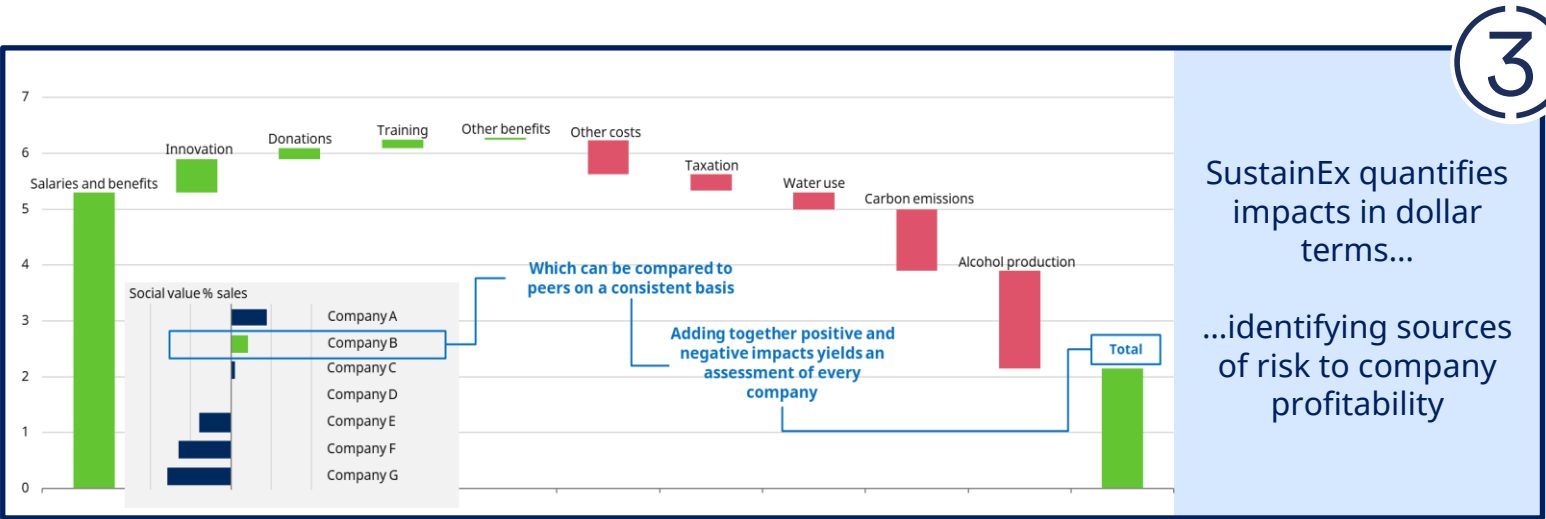 3
7
6
5
4
3
2
1
0
Salaries and benefits
Innovation
Donations
Training
Other benefits
Other costs
Taxation
Water use
Carbon emissions
Alcohol production
Total
Which can be compared to
peers on a consistent basis
Adding together positive and
negative impacts yields an
assessment of every
company
Social value % sales
Company A
Company B
Company C
Company D
Company E
Company F
Company G
SustainEx quantifies
impacts in dollar
terms...
...identifying sources
of risk to company
profitability